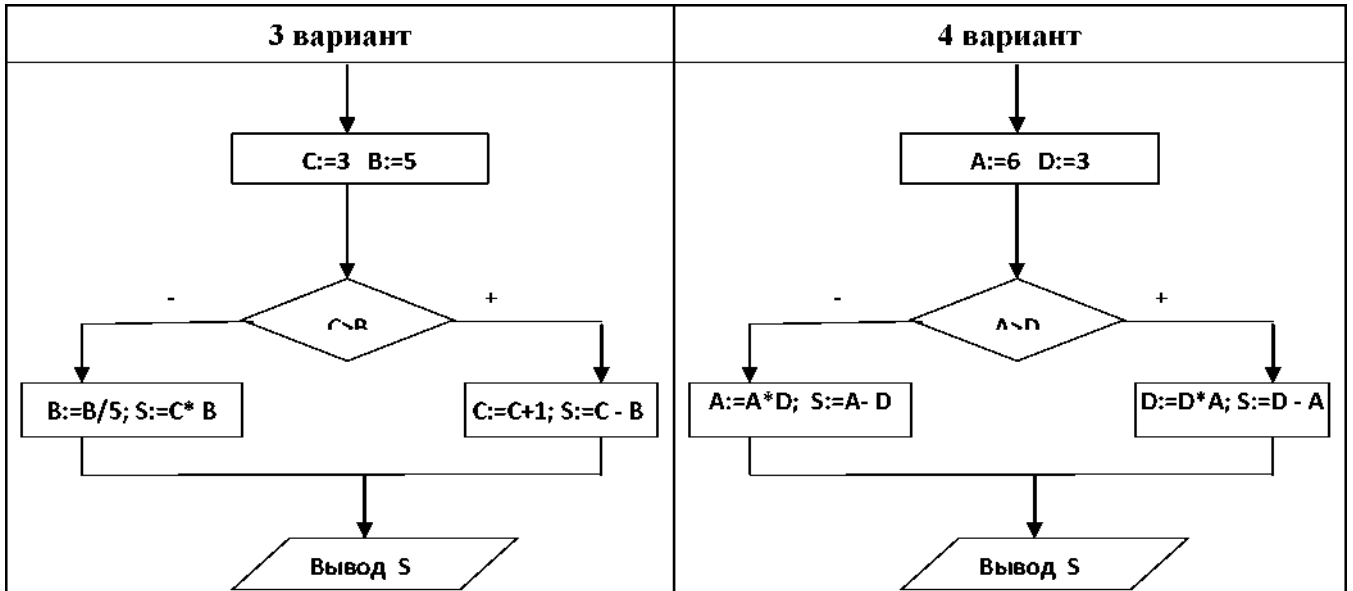 3 вариант
C:=3 B:=5
-
+
C>B
B:=B/5; S:=C* B
C:=C+1; S:=C - B
Вывод S
4 вариант
A:=6 D:=3
-
+
A>D
A:=A*D; S:=A- D
D:=D*A; S:=D - A
Вывод S